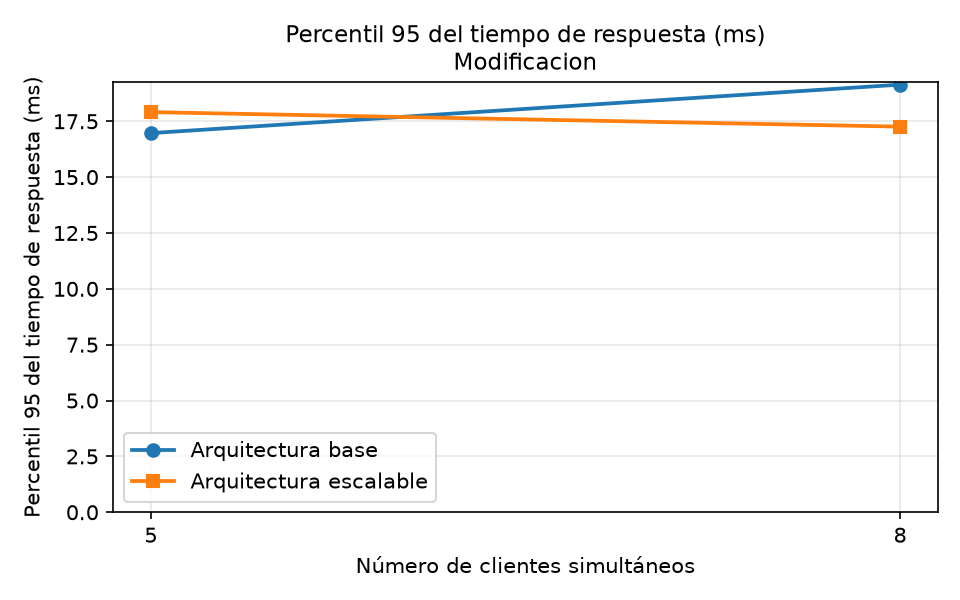 Percentil 95 del tiempo de respuesta (ms)
Modificacion
Percentil 95 del tiempo de respuesta (ms)
17.5
15.0
12.5
10.0
7.5
5.0
2.5
0.0
Arquitectura base
Arquitectura escalable
5
8
Número de clientes simultáneos